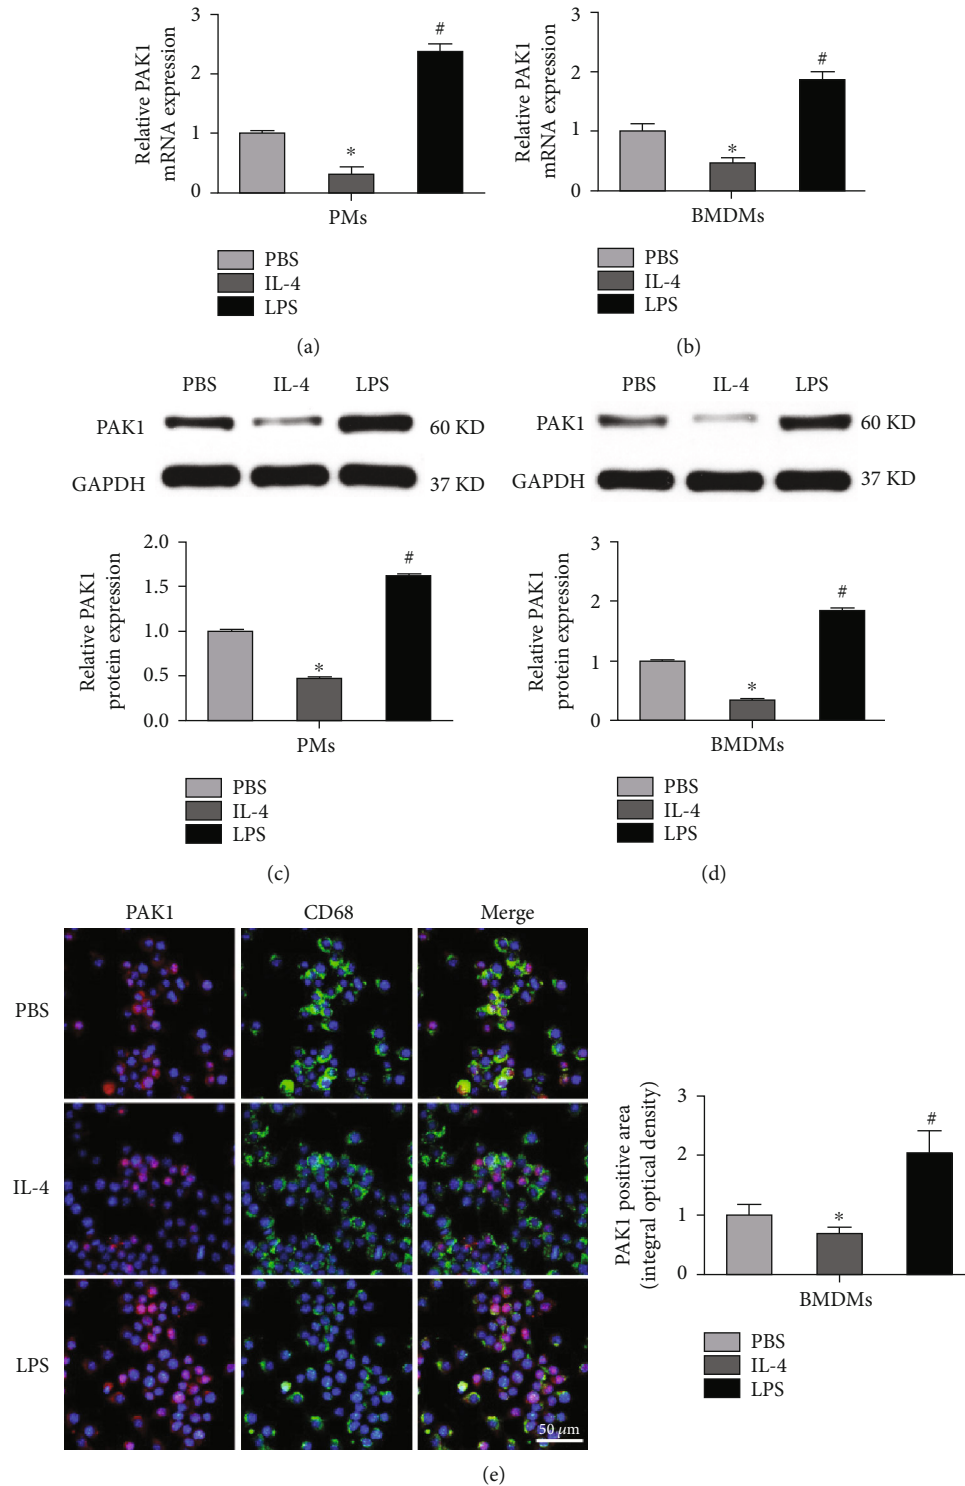 Relative PAK1
mRNA expression
3
2
1
0
*
#
PMs
PBS
IL-4
LPS
(a)
Relative PAK1
mRNA expression
3
2
1
0
*
#
BMDMs
PBS
IL-4
LPS
(b)
PBS IL-4 LPS
PAK1 60 KD
GAPDH 37 KD
Relative PAK1
protein expression
2.0
1.5
1.0
0.5
0.0
*
#
PMs
PBS
IL-4
LPS
(c)
PBS IL-4 LPS
PAK1 60 KD
GAPDH 37 KD
Relative PAK1
protein expression
3
2
1
0
*
#
BMDMs
PBS
IL-4
LPS
(d)
PAK1 CD68 Merge
PBS
IL-4
LPS
50 μm
PAK1 positive area
(integral optical density)
3
2
1
0
*
#
BMDMs
PBS
IL-4
LPS
(e)